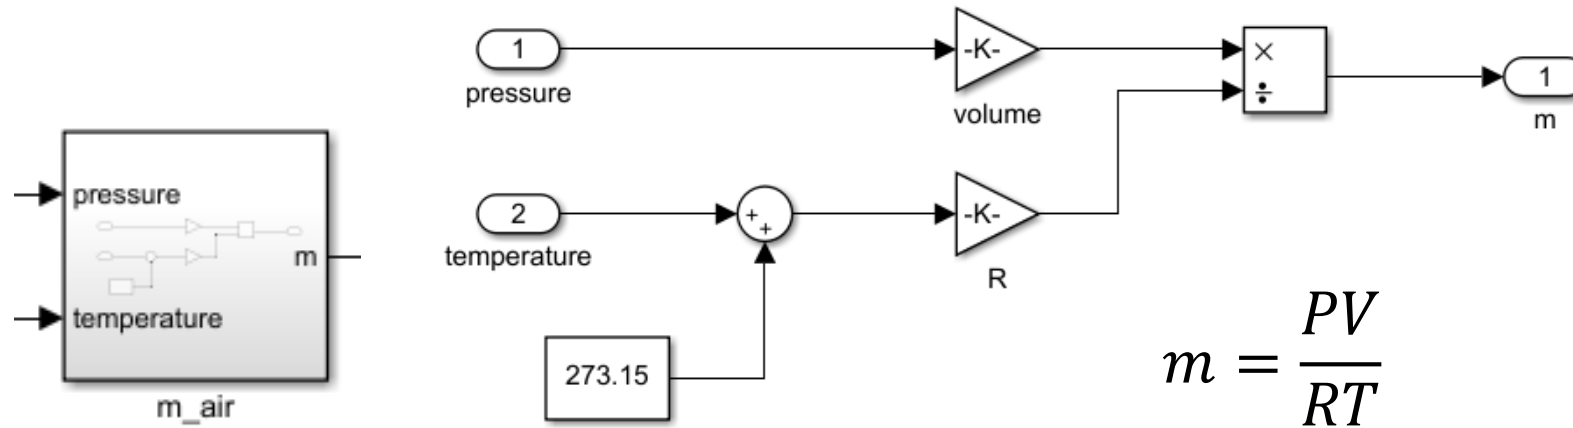 pressure
m
temperature
m_air
1
pressure
-K-
volume
×
÷
1
m
2
temperature
+
+
-K-
R
273.15
m = PV / RT